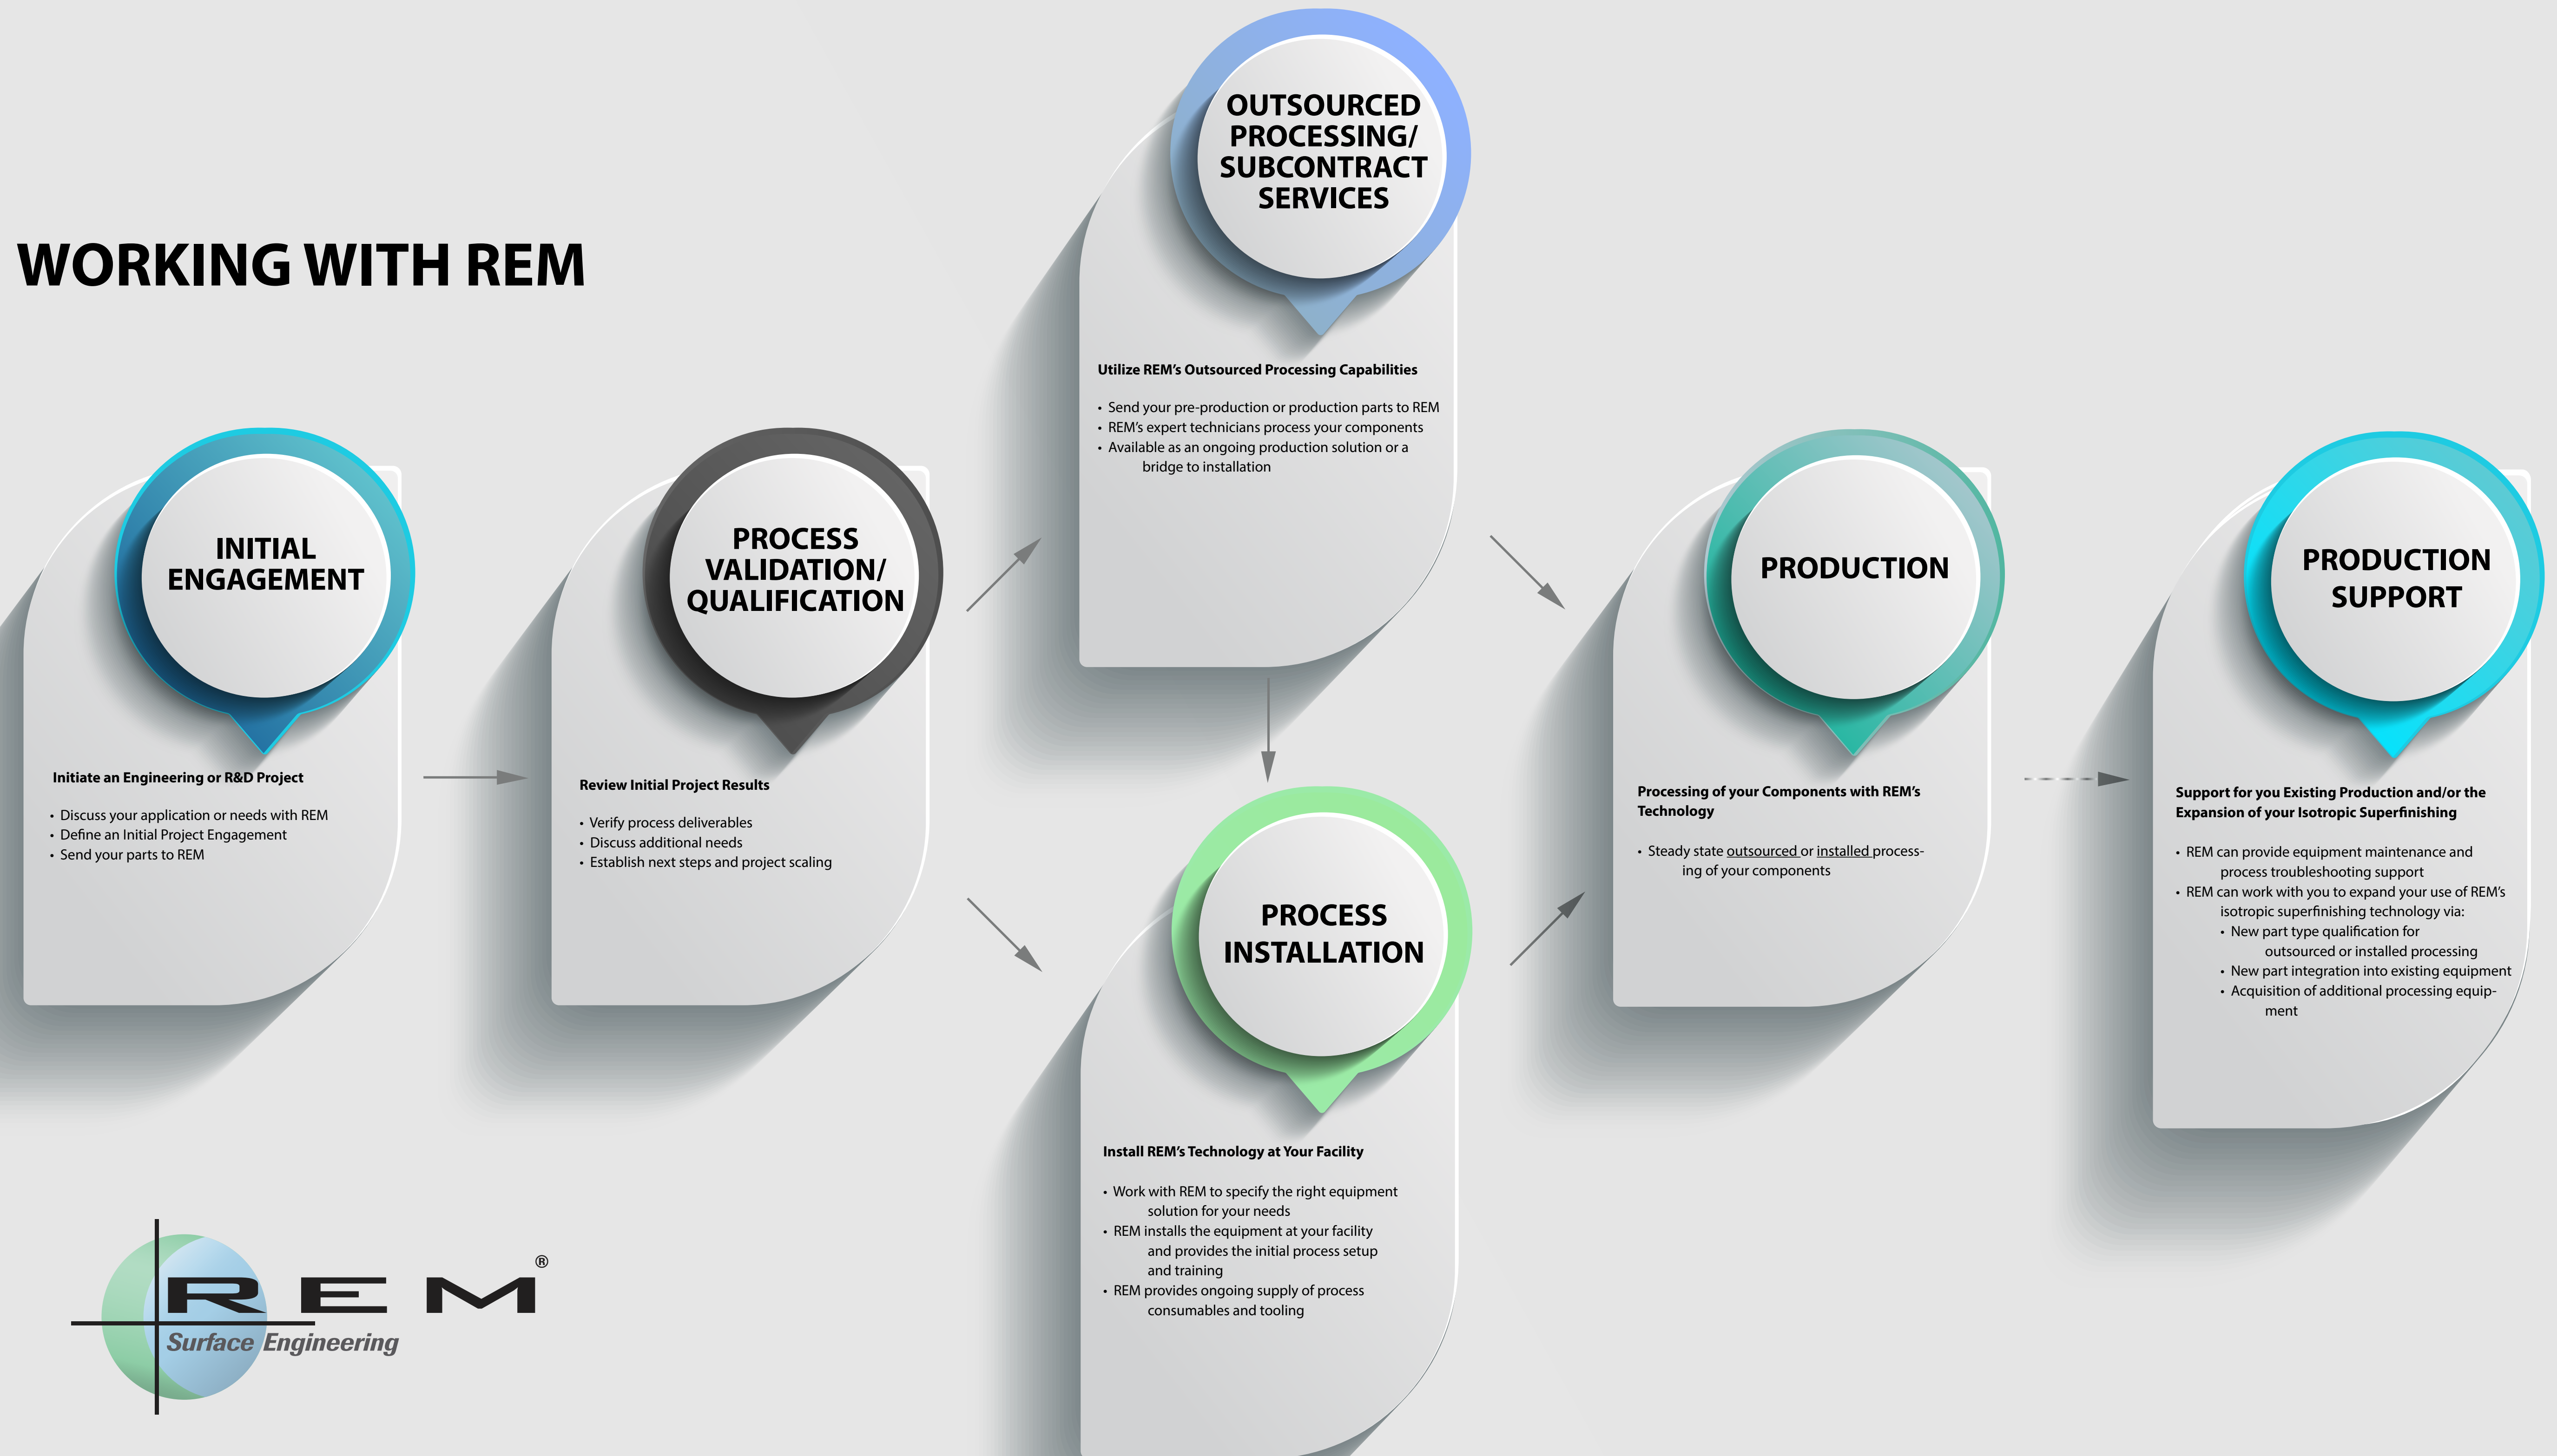 WORKING WITH REM
INITIAL
ENGAGEMENT
Initiate an Engineering or R&D Project
• Discuss your application or needs with REM
• Define an Initial Project Engagement
• Send your parts to REM
PROCESS
VALIDATION/
QUALIFICATION
Review Initial Project Results
• Verify process deliverables
• Discuss additional needs
• Establish next steps and project scaling
OUTSOURCED
PROCESSING/
SUBCONTRACT
SERVICES
Utilize REM’s Outsourced Processing Capabilities
• Send your pre-production or production parts to REM
• REM’s expert technicians process your components
• Available as an ongoing production solution or a
bridge to installation
PROCESS
INSTALLATION
Install REM’s Technology at Your Facility
• Work with REM to specify the right equipment
solution for your needs
• REM installs the equipment at your facility
and provides the initial process setup
and training
• REM provides ongoing supply of process
consumables and tooling
PRODUCTION
Processing of your Components with REM’s
Technology
• Steady state outsourced or installed process-
ing of your components
PRODUCTION
SUPPORT
Support for you Existing Production and/or the
Expansion of your Isotropic Superfinishing
• REM can provide equipment maintenance and
process troubleshooting support
• REM can work with you to expand your use of REM’s
isotropic superfinishing technology via:
• New part type qualification for
outsourced or installed processing
• New part integration into existing equipment
• Acquisition of additional processing equip-
ment
REM®
Surface Engineering